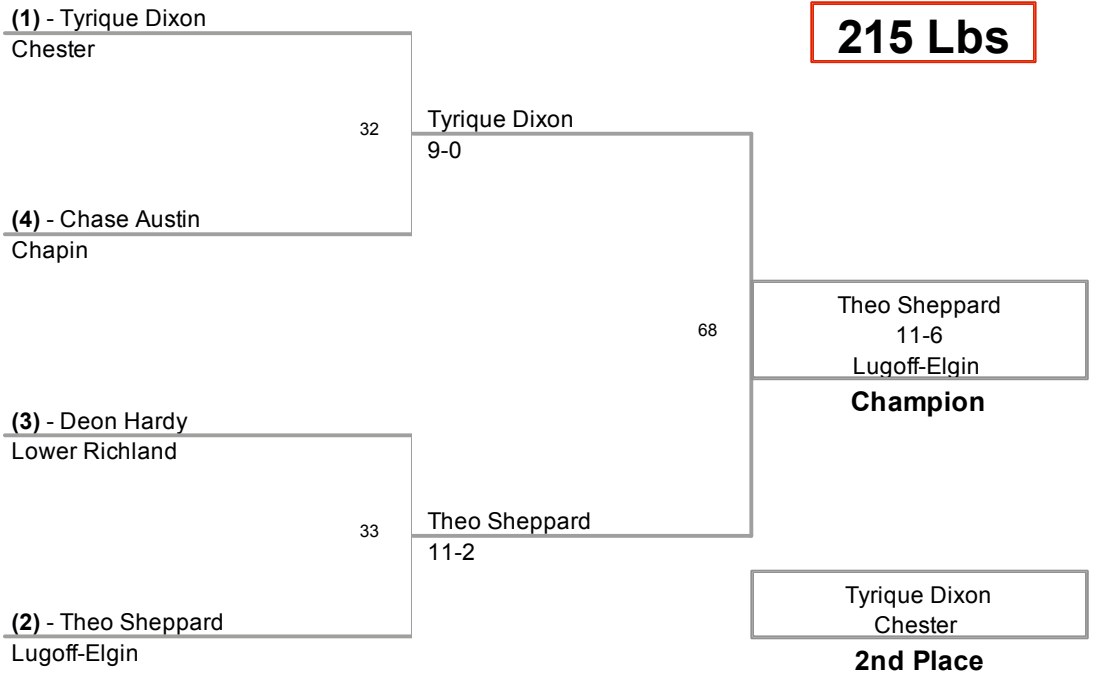 (1) - Tyrique Dixon
Chester
215 Lbs
32
Tyrique Dixon
9-0
(4) - Chase Austin
Chapin
68
Theo Sheppard
11-6
Lugoff-Elgin
Champion
(3) - Deon Hardy
Lower Richland
33
Theo Sheppard
11-2
(2) - Theo Sheppard
Lugoff-Elgin
Tyrique Dixon
Chester
2nd Place